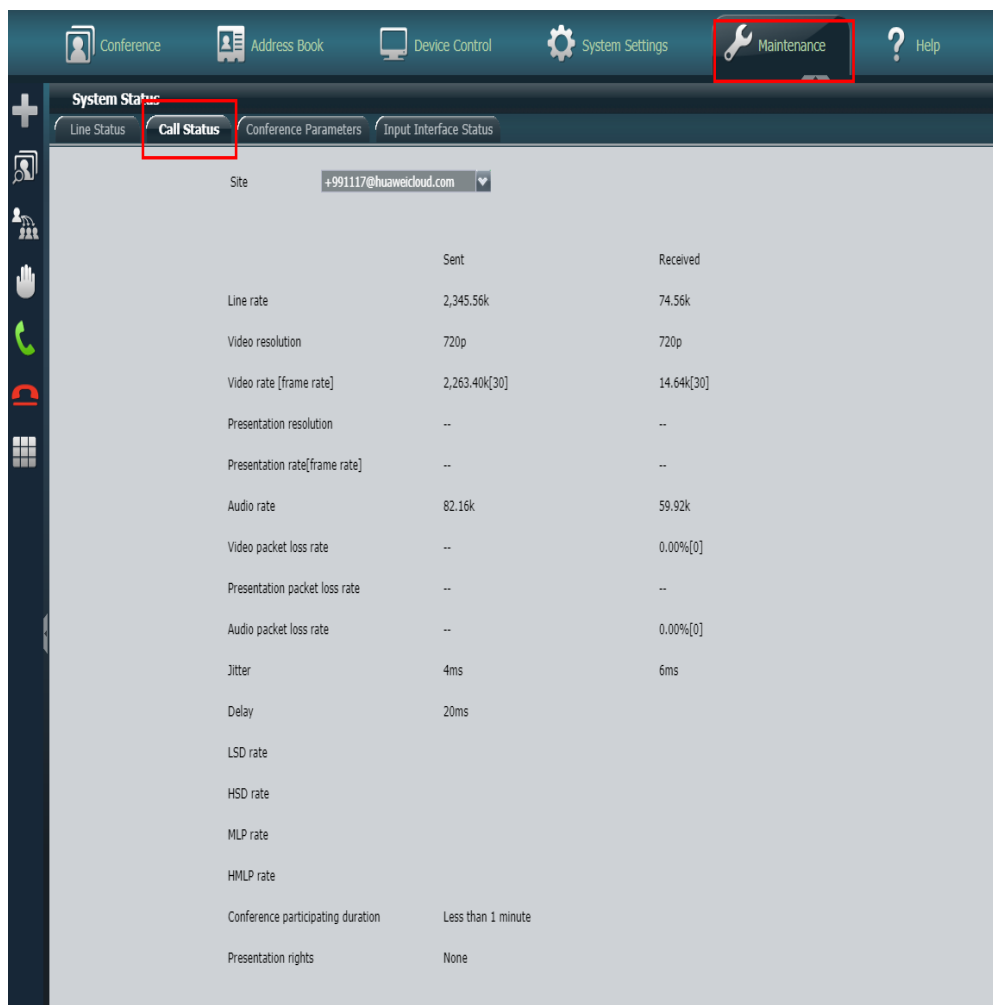 Conference Address Book Device Control System Settings Maintenance ? Help
System Status
Line Status Call Status Conference Parameters Input Interface Status
Site +991117@huaweicloud.com
Sent Received
Line rate 2,345.56k 74.56k
Video resolution 720p 720p
Video rate [frame rate] 2,263.40k[30] 14.64k[30]
Presentation resolution -- --
Presentation rate[frame rate] -- --
Audio rate 82.16k 59.92k
Video packet loss rate -- 0.00%[0]
Presentation packet loss rate -- --
Audio packet loss rate -- 0.00%[0]
Jitter 4ms 6ms
Delay 20ms
LSD rate
HSD rate
MLP rate
HMLP rate
Conference participating duration Less than 1 minute
Presentation rights None